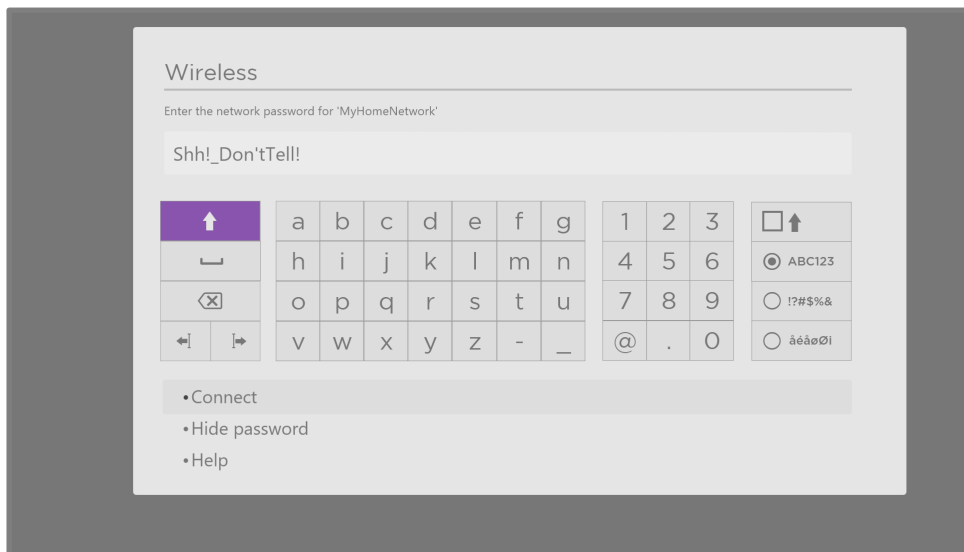 Wireless
Enter the network password for 'MyHomeNetwork'
Shh!_Don'tTell!
a b c d e f g 1 2 3
h i j k l m n 4 5 6 ABC123
o p q r s t u 7 8 9 !?#$%&
v w x y z - _ @ . 0 âéåøØi
•Connect
•Hide password
•Help